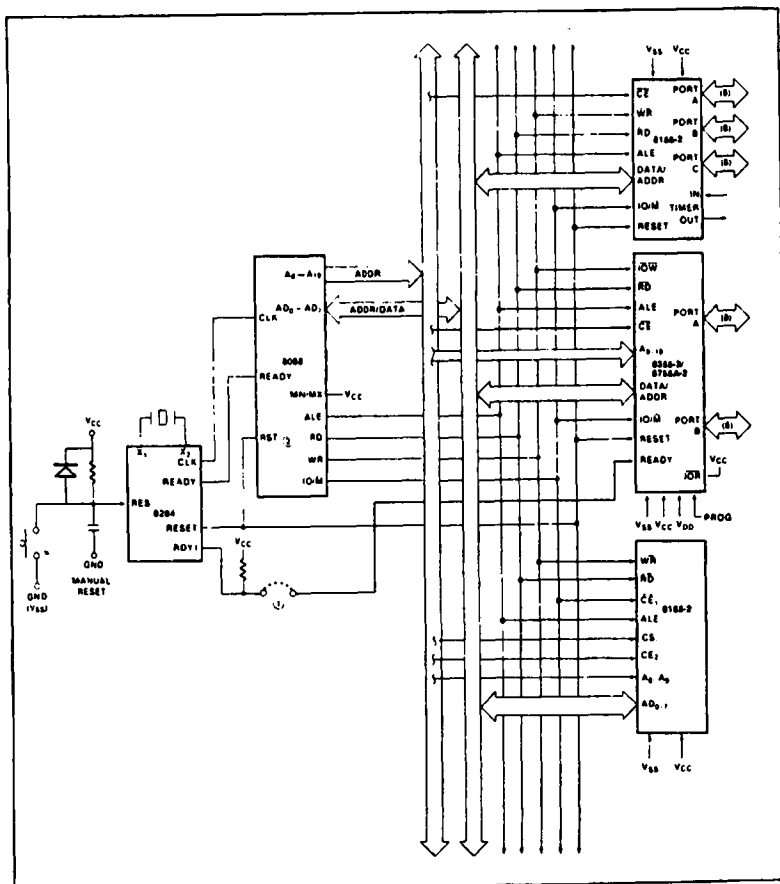 VSS VCC
CE
WR
RD
ALE
DATA/
ADDR
IO/M
RESET
8155-2
PORT
A
(8)
PORT
B
(8)
PORT
C
(8)
IN
TIMER
OUT
A8 – A19
ADDR
AD0 – AD7
ADDR/DATA
CLK
8088
READY
MN-MX
VCC
ALE
RST
RD
WR
IO/M
IOW
RD
ALE
CE
A8-10
8355-2/
8755A-2
DATA/
ADDR
IO/M
RESET
READY
PORT
A
(8)
PORT
B
(8)
VCC
IOR
VSS VCC VDD PROG
VCC
X1 X2
CLK
READY
RES
8284
RESET
RDY1
VCC
GND
MANUAL
RESET
GND
(VSS)
WR
RD
CE1
8185-2
ALE
CS
CE2
A8 A9
AD0-7
VSS VCC